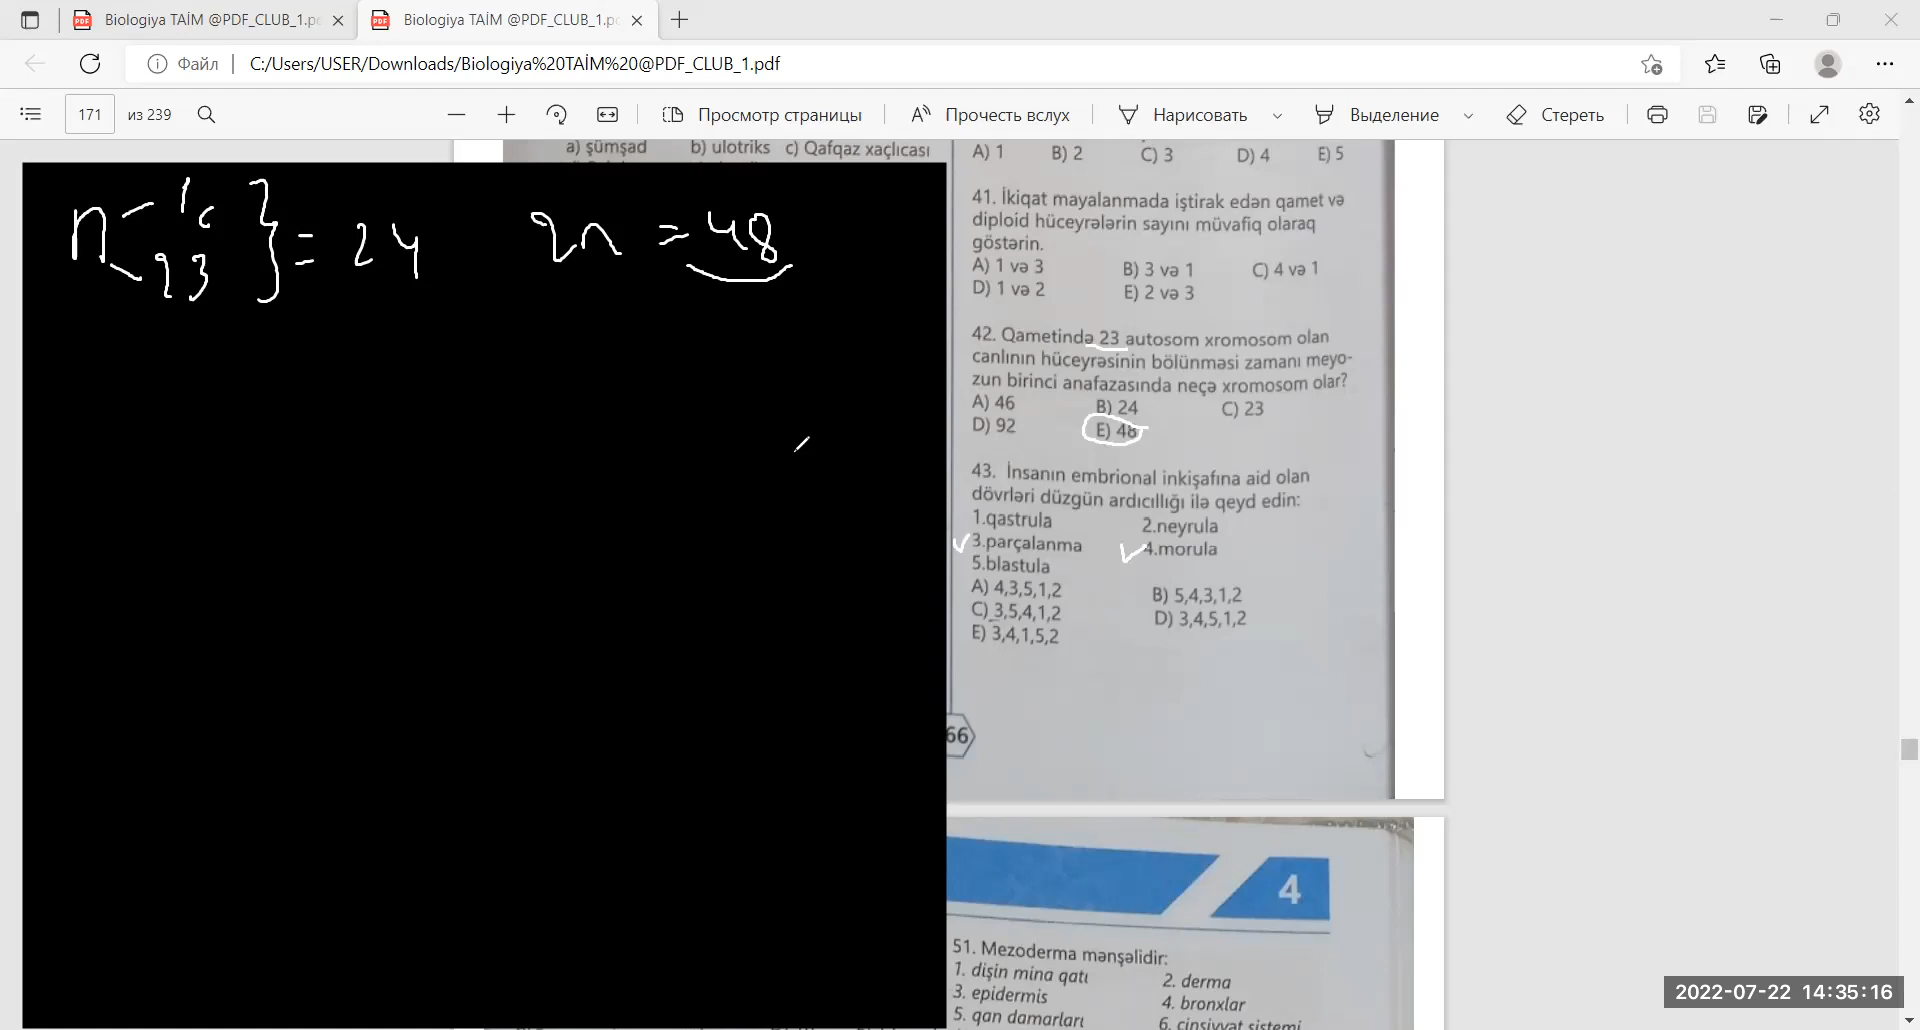 Biologiya TAİM @PDF_CLUB_1.p
Biologiya TAİM @PDF_CLUB_1.p
Файл
C:/Users/USER/Downloads/Biologiya%20TAİM%20@PDF_CLUB_1.pdf
171 из 239
Просмотр страницы
Прочесть вслух
Нарисовать
Выделение
Стереть
a) şümşad b) ulotriks c) Qafqaz xaçlıcası
n 23 } = 24 2n = 48
A) 1 B) 2 C) 3 D) 4 E) 5
41. İkiqat mayalanmada iştirak edən qamet və
diploid hüceyrələrin sayını müvafiq olaraq
göstərin.
A) 1 və 3 B) 3 və 1 C) 4 və 1
D) 1 və 2 E) 2 və 3
42. Qametində 23 autosom xromosom olan
canlının hüceyrəsinin bölünməsi zamanı meyo-
zun birinci anafazasında neçə xromosom olar?
A) 46 B) 24 C) 23
D) 92 E) 48
43. İnsanın embrional inkişafına aid olan
dövrləri düzgün ardıcıllığı ilə qeyd edin:
1.qastrula 2.neyrula
3.parçalanma 4.morula
5.blastula
A) 4,3,5,1,2 B) 5,4,3,1,2
C) 3,5,4,1,2 D) 3,4,5,1,2
E) 3,4,1,5,2
66
4
51. Mezoderma mənşəlidir:
1. dişin mina qatı 2. derma
3. epidermis 4. bronxlar
5. qan damarları 6. cinsiyyət sistemi
2022-07-22 14:35:16